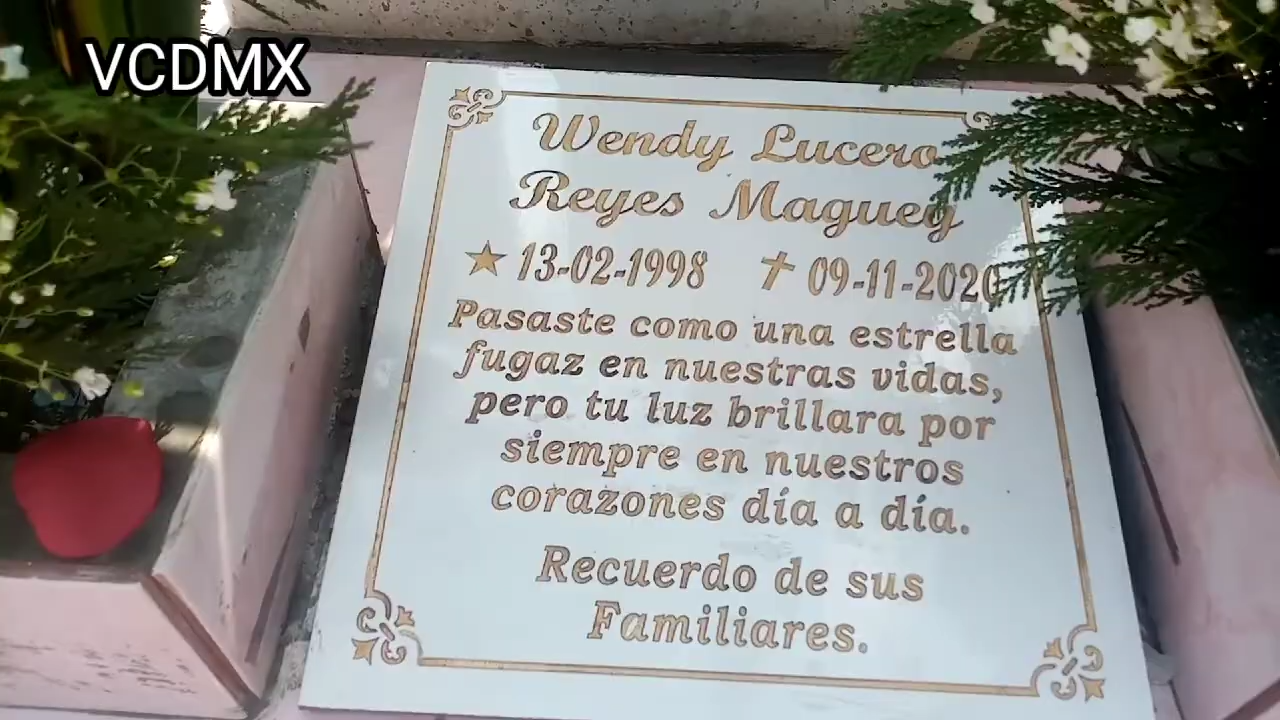 VCDMX
Wendy Lucero
Reyes Maguey
★ 13-02-1998 ✝ 09-11-2020
Pasaste como una estrella
fugaz en nuestras vidas,
pero tu luz brillara por
siempre en nuestros
corazones día a día.
Recuerdo de sus
Familiares.